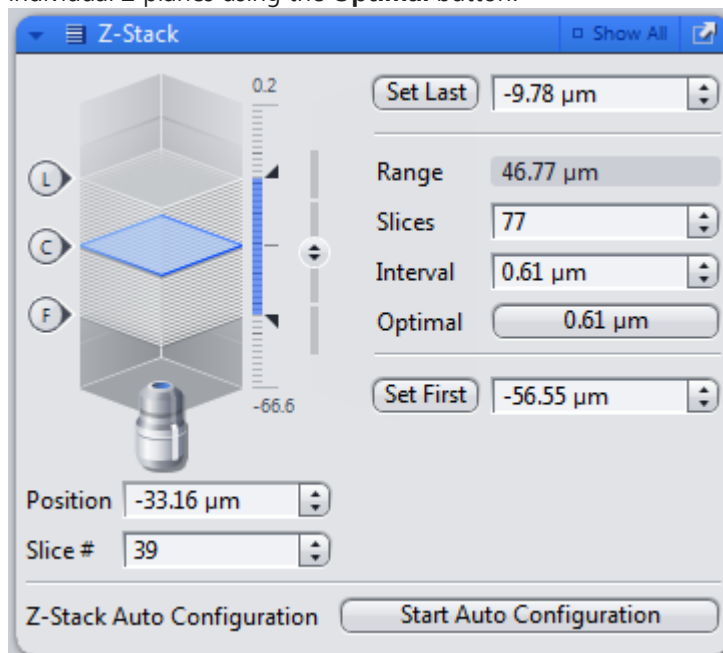 individual Z-planes using the Optimal button.
Z-Stack
Show All
0.2
Set Last -9.78 µm
L
Range 46.77 µm
Slices 77
C
Interval 0.61 µm
F
Optimal 0.61 µm
-66.6
Set First -56.55 µm
Position -33.16 µm
Slice # 39
Z-Stack Auto Configuration Start Auto Configuration